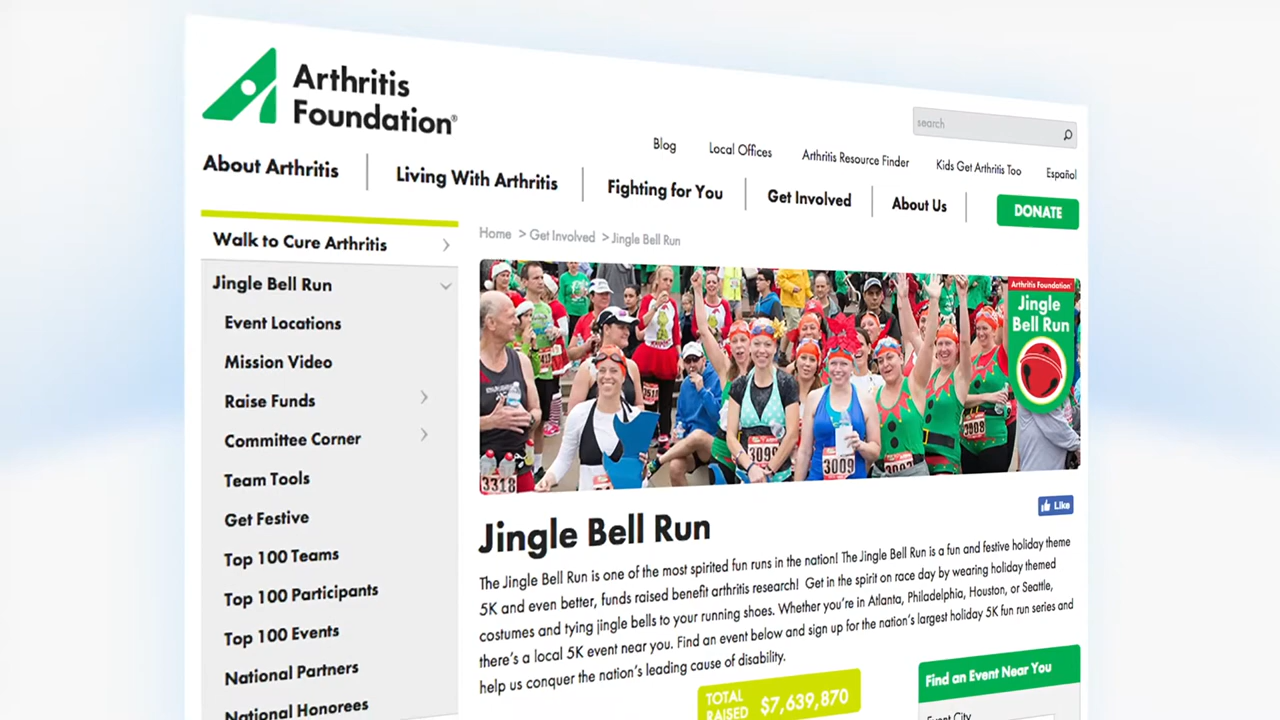 Arthritis
Foundation®
search
Blog
Local Offices
Arthritis Resource Finder
Kids Get Arthritis Too
Español
About Arthritis
Living With Arthritis
Fighting for You
Get Involved
About Us
DONATE
Walk to Cure Arthritis
Jingle Bell Run
Event Locations
Mission Video
Raise Funds
Committee Corner
Team Tools
Get Festive
Top 100 Teams
Top 100 Participants
Top 100 Events
National Partners
National Honorees
Home > Get Involved > Jingle Bell Run
Arthritis Foundation®
Jingle
Bell Run
3318
3099
3009
3908
Like
Jingle Bell Run
The Jingle Bell Run is one of the most spirited fun runs in the nation! The Jingle Bell Run is a fun and festive holiday theme
5K and even better, funds raised benefit arthritis research! Get in the spirit on race day by wearing holiday themed
costumes and tying jingle bells to your running shoes. Whether you're in Atlanta, Philadelphia, Houston, or Seattle,
there's a local 5K event near you. Find an event below and sign up for the nation's largest holiday 5K fun run series and
help us conquer the nation's leading cause of disability.
TOTAL
RAISED
$7,639,870
Find an Event Near You
Event City